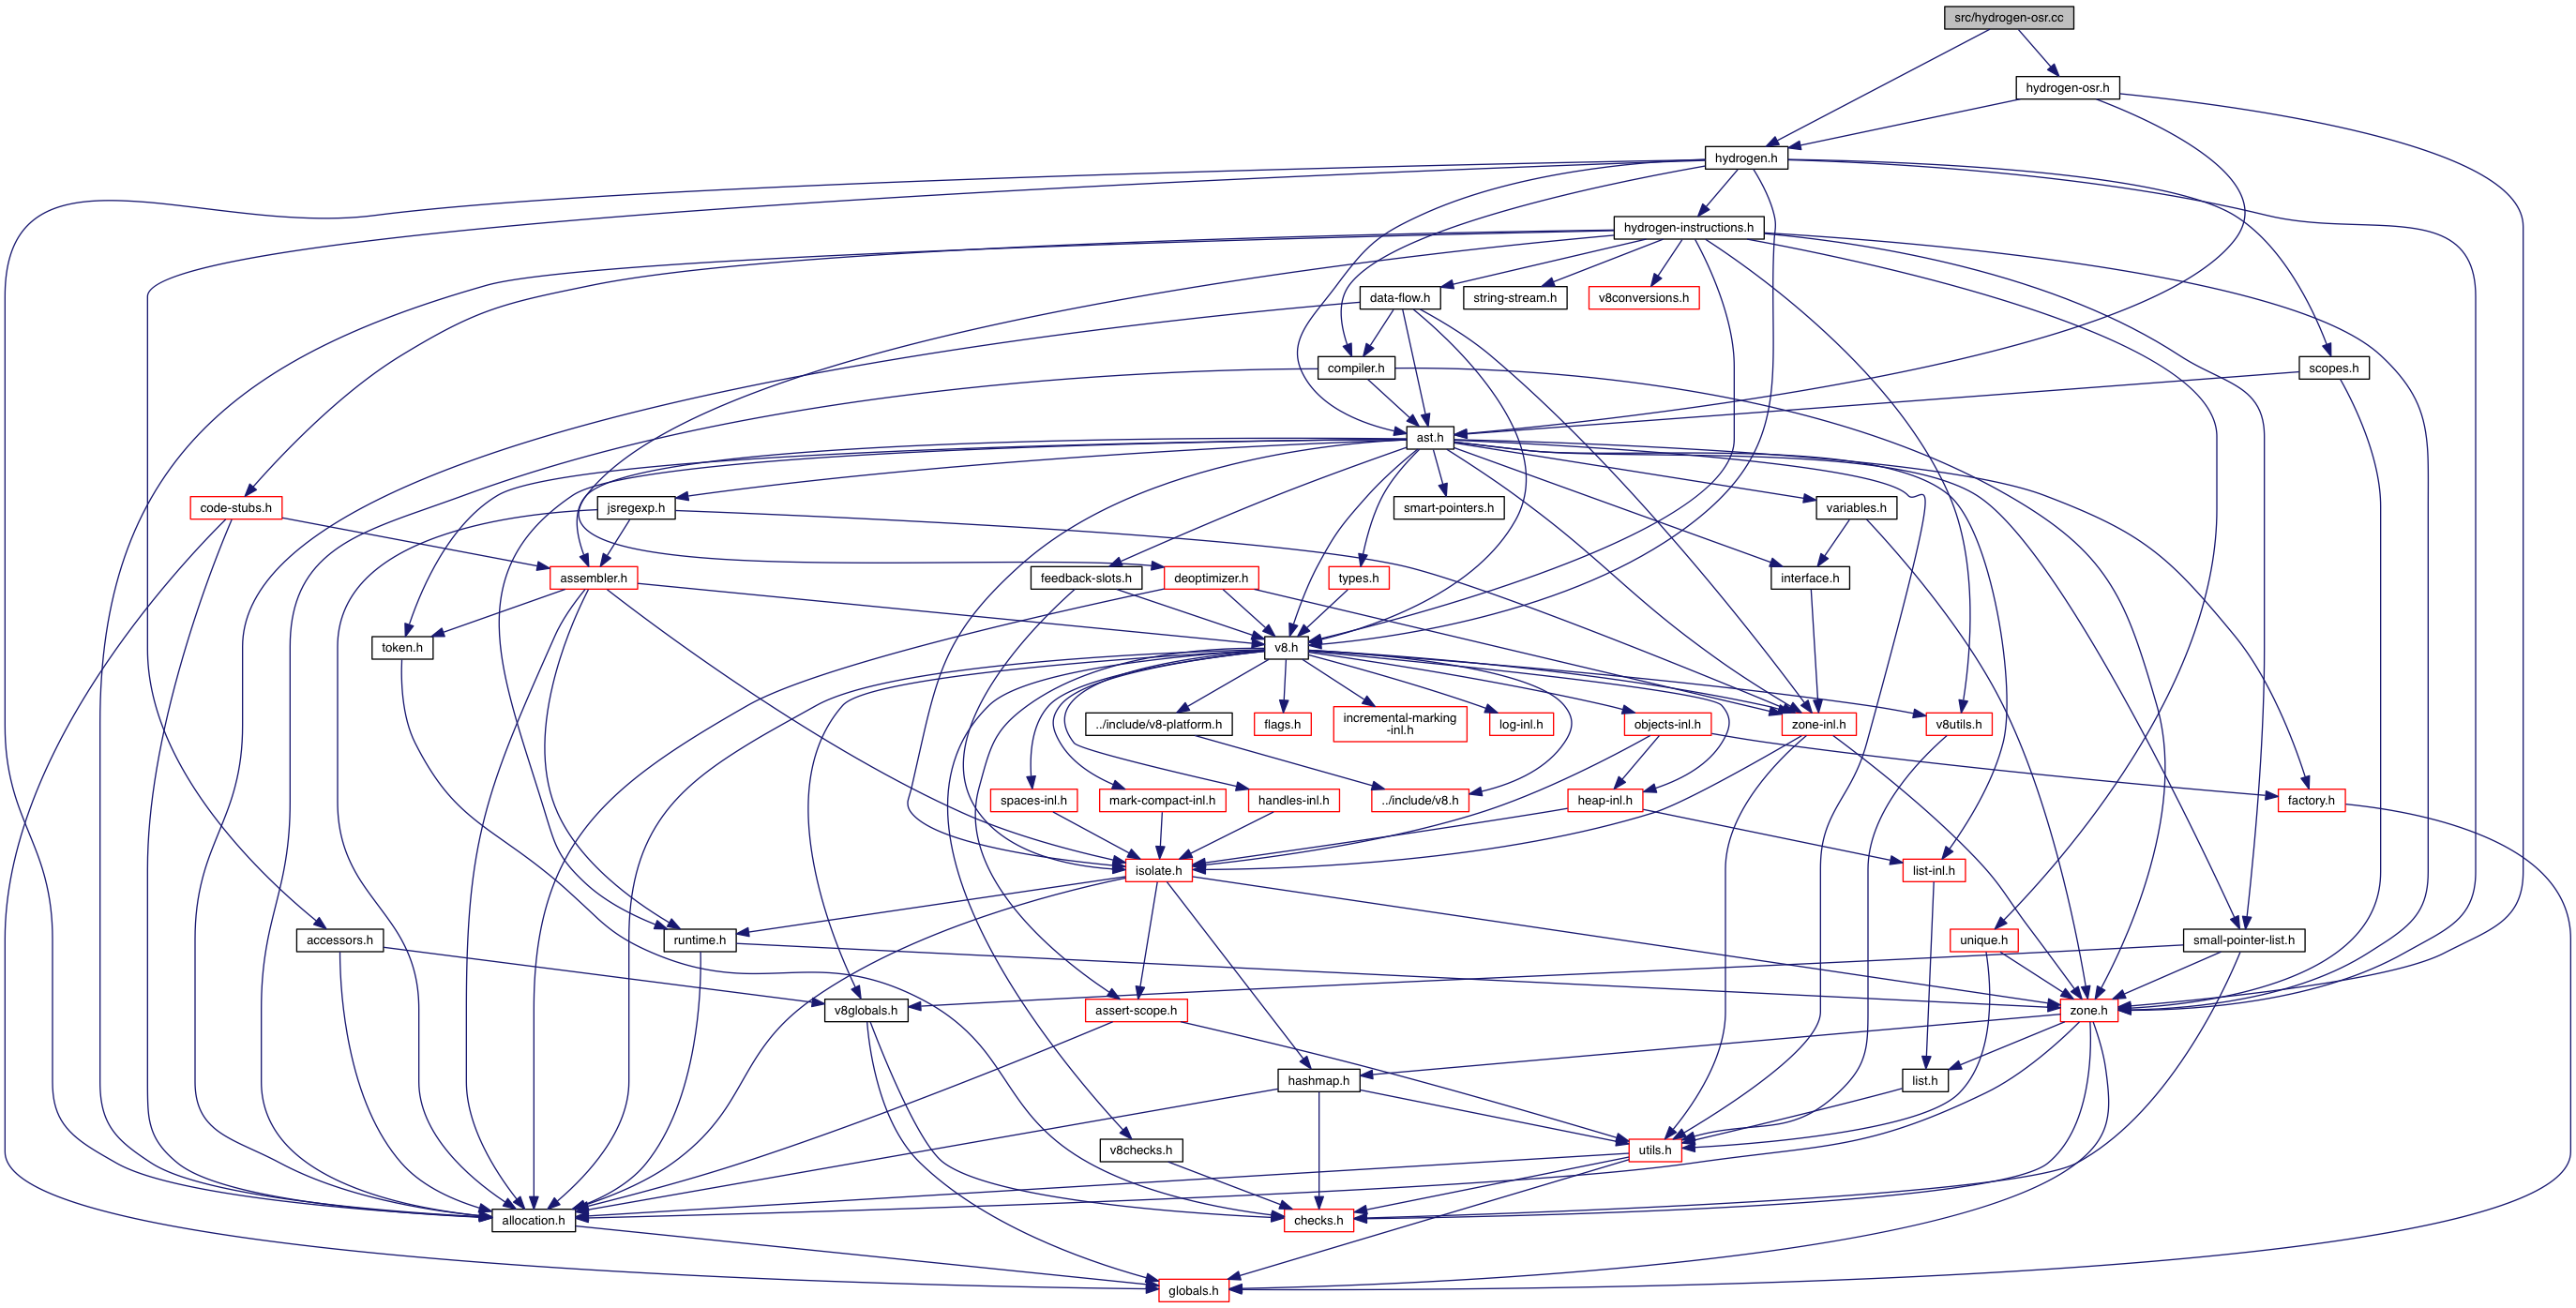 src/hydrogen-osr.cc
hydrogen-osr.h
hydrogen.h
hydrogen-instructions.h
data-flow.h
string-stream.h
v8conversions.h
compiler.h
scopes.h
ast.h
code-stubs.h
jsregexp.h
smart-pointers.h
variables.h
assembler.h
feedback-slots.h
deoptimizer.h
types.h
interface.h
token.h
v8.h
../include/v8-platform.h
flags.h
incremental-marking
-inl.h
log-inl.h
objects-inl.h
zone-inl.h
v8utils.h
spaces-inl.h
mark-compact-inl.h
handles-inl.h
../include/v8.h
heap-inl.h
factory.h
isolate.h
list-inl.h
accessors.h
runtime.h
unique.h
small-pointer-list.h
v8globals.h
assert-scope.h
zone.h
hashmap.h
list.h
v8checks.h
utils.h
allocation.h
checks.h
globals.h